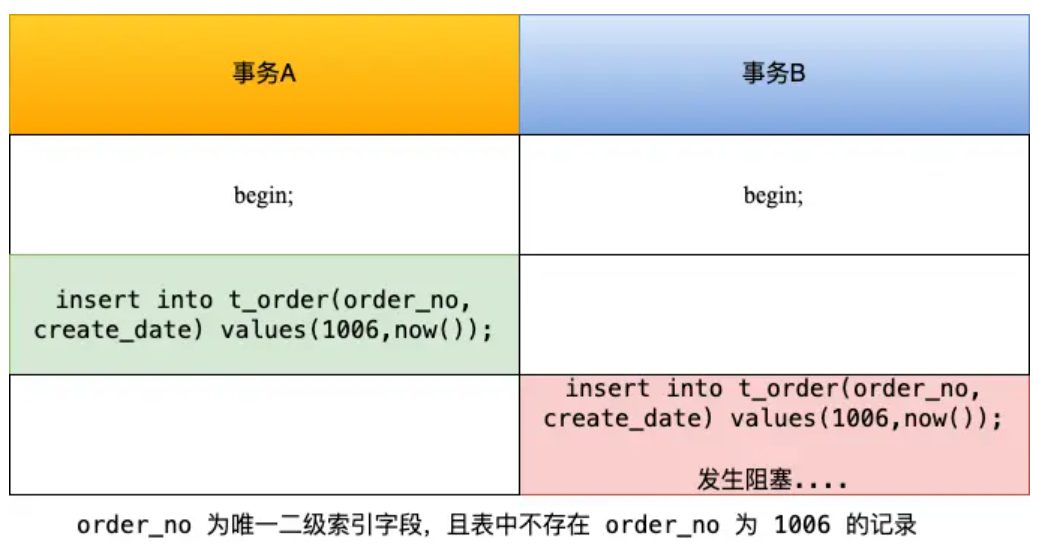 事务A
事务B
begin;
begin;
insert into t_order(order_no,
create_date) values(1006,now());
insert into t_order(order_no,
create_date) values(1006,now());
发生阻塞....
order_no 为唯一二级索引字段，且表中不存在 order_no 为 1006 的记录